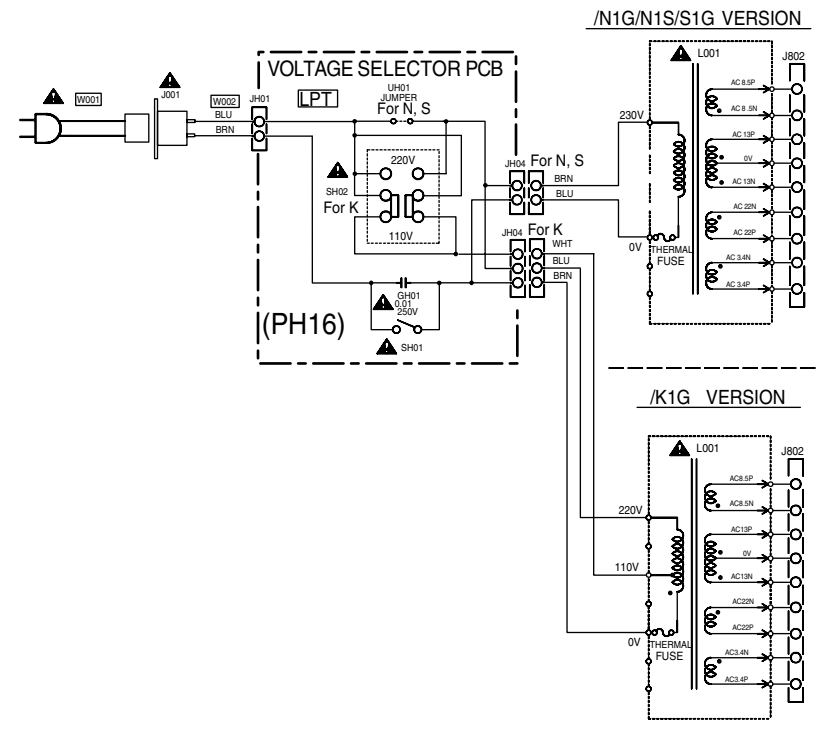 /N1G/N1S/S1G VERSION
VOLTAGE SELECTOR PCB
LPT
UH01
JUMPER
For N, S
W001
J001
W002
JH01
BLU
BRN
220V
SH02
For K
110V
JH04 For N, S
BRN
BLU
JH04 For K
WHT
BLU
BRN
GH01
0.01
250V
SH01
(PH16)
L001
J802
230V
0V
THERMAL
FUSE
AC 8.5P
AC 8 .5N
AC 13P
0V
AC 13N
AC 22N
AC 22P
AC 3.4N
AC 3.4P
/K1G VERSION
L001
J802
220V
110V
0V
THERMAL
FUSE
AC8.5P
AC8.5N
AC13P
0V
AC13N
AC22N
AC22P
AC3.4N
AC3.4P